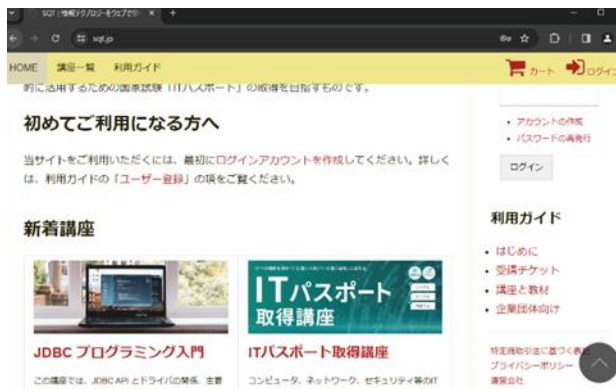 SQT | 情報テクノロジーをウェブで
sqt.jp
HOME 講座一覧 利用ガイド
カート ログイン
的に活用するための国家試験「ITパスポート」の取得を目指すものです。
初めてご利用になる方へ
当サイトをご利用いただくには、最初にログインアカウントを作成してください。詳しく
は、利用ガイドの「ユーザー登録」の項をご覧ください。
新着講座
ITパスポート
取得講座
JDBC プログラミング入門
ITパスポート取得講座
この講座では、JDBC APIとドライバの関係、主要
コンピュータ、ネットワーク、セキュリティ等のIT
アカウントの作成
パスワードの再発行
ログイン
利用ガイド
はじめに
受講チケット
講座と教材
企業団体向け
特定商取引法に基づく表
プライバシーポリシー
運営会社